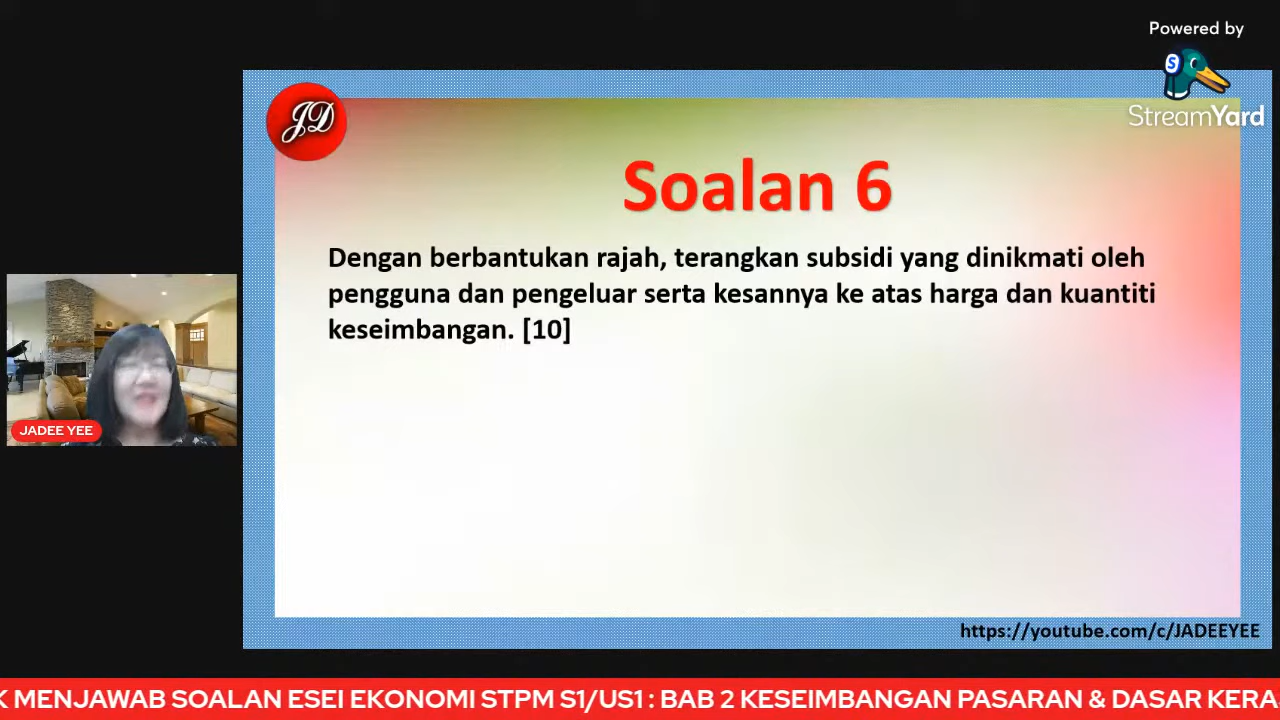 Powered by
S
StreamYard
JD
Soalan 6
Dengan berbantukan rajah, terangkan subsidi yang dinikmati oleh
pengguna dan pengeluar serta kesannya ke atas harga dan kuantiti
keseimbangan. [10]
JADEE YEE
https://youtube.com/c/JADEEYEE
K MENJAWAB SOALAN ESEI EKONOMI STPM S1/US1 : BAB 2 KESEIMBANGAN PASARAN & DASAR KERA